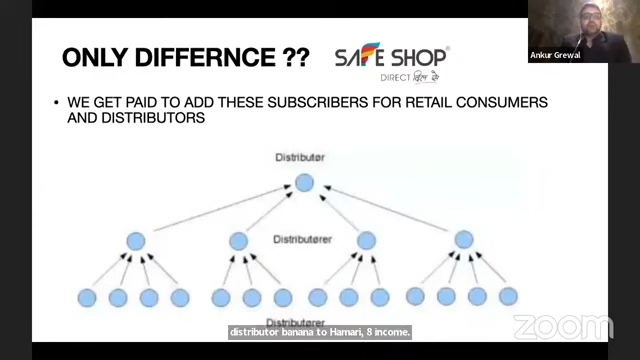 ONLY DIFFERNCE ??
SAFE SHOP
DIRECT दिल से
Ankur Grewal
• WE GET PAID TO ADD THESE SUBSCRIBERS FOR RETAIL CONSUMERS
AND DISTRIBUTORS
Distributør
Distributører
Distributører
distributor banana to Hamari, 8 income.
zoom